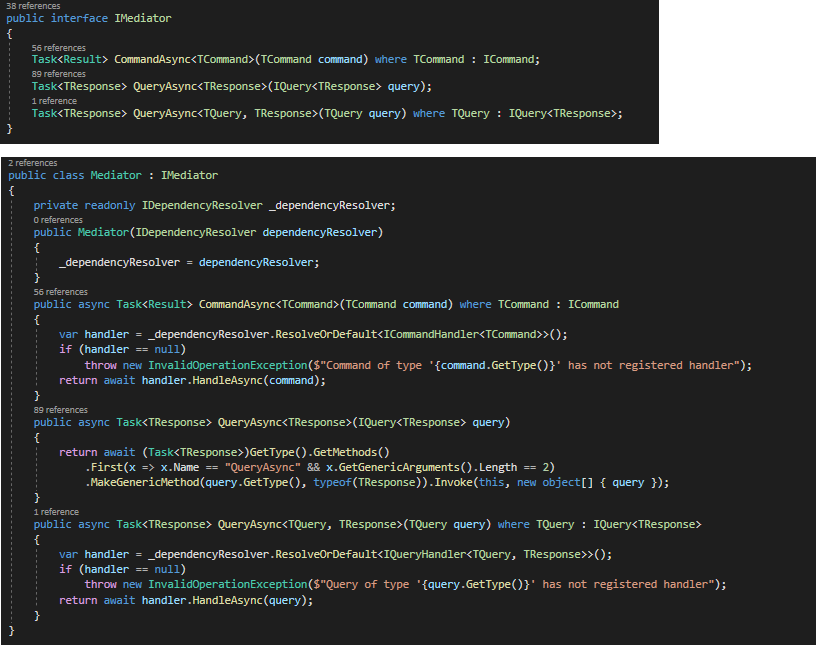 38 references
public interface IMediator
{
56 references
Task<Result> CommandAsync<TCommand>(TCommand command) where TCommand : ICommand;
89 references
Task<TResponse> QueryAsync<TResponse>(IQuery<TResponse> query);
1 reference
Task<TResponse> QueryAsync<TQuery, TResponse>(TQuery query) where TQuery : IQuery<TResponse>;
}
2 references
public class Mediator : IMediator
{
private readonly IDependencyResolver _dependencyResolver;
0 references
public Mediator(IDependencyResolver dependencyResolver)
{
_dependencyResolver = dependencyResolver;
}
56 references
public async Task<Result> CommandAsync<TCommand>(TCommand command) where TCommand : ICommand
{
var handler = _dependencyResolver.ResolveOrDefault<ICommandHandler<TCommand>>();
if (handler == null)
throw new InvalidOperationException($"Command of type '{command.GetType()}' has not registered handler");
return await handler.HandleAsync(command);
}
89 references
public async Task<TResponse> QueryAsync<TResponse>(IQuery<TResponse> query)
{
return await (Task<TResponse>)GetType().GetMethods()
.First(x => x.Name == "QueryAsync" && x.GetGenericArguments().Length == 2)
.MakeGenericMethod(query.GetType(), typeof(TResponse)).Invoke(this, new object[] { query });
}
1 reference
public async Task<TResponse> QueryAsync<TQuery, TResponse>(TQuery query) where TQuery : IQuery<TResponse>
{
var handler = _dependencyResolver.ResolveOrDefault<IQueryHandler<TQuery, TResponse>>();
if (handler == null)
throw new InvalidOperationException($"Query of type '{query.GetType()}' has not registered handler");
return await handler.HandleAsync(query);
}
}